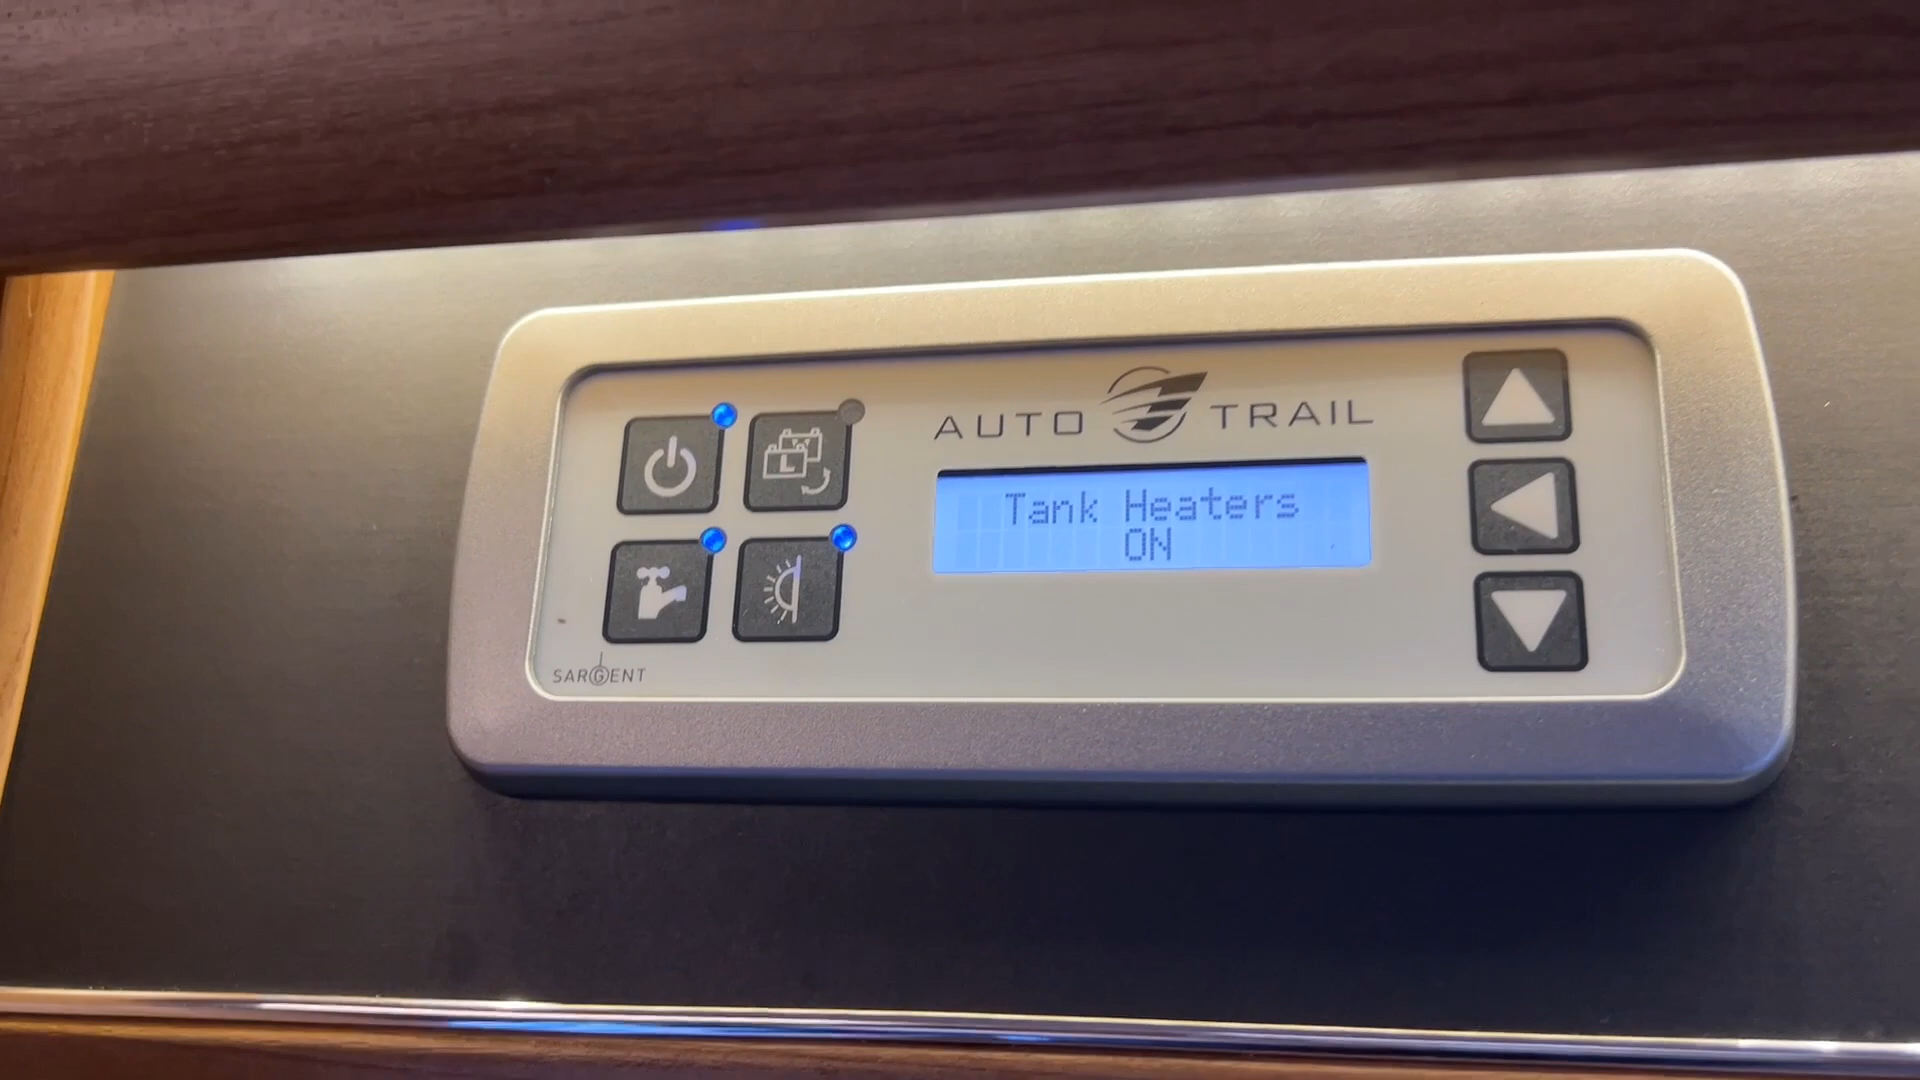 AUTO TRAIL
Tank Heaters
ON
L
SARGENT